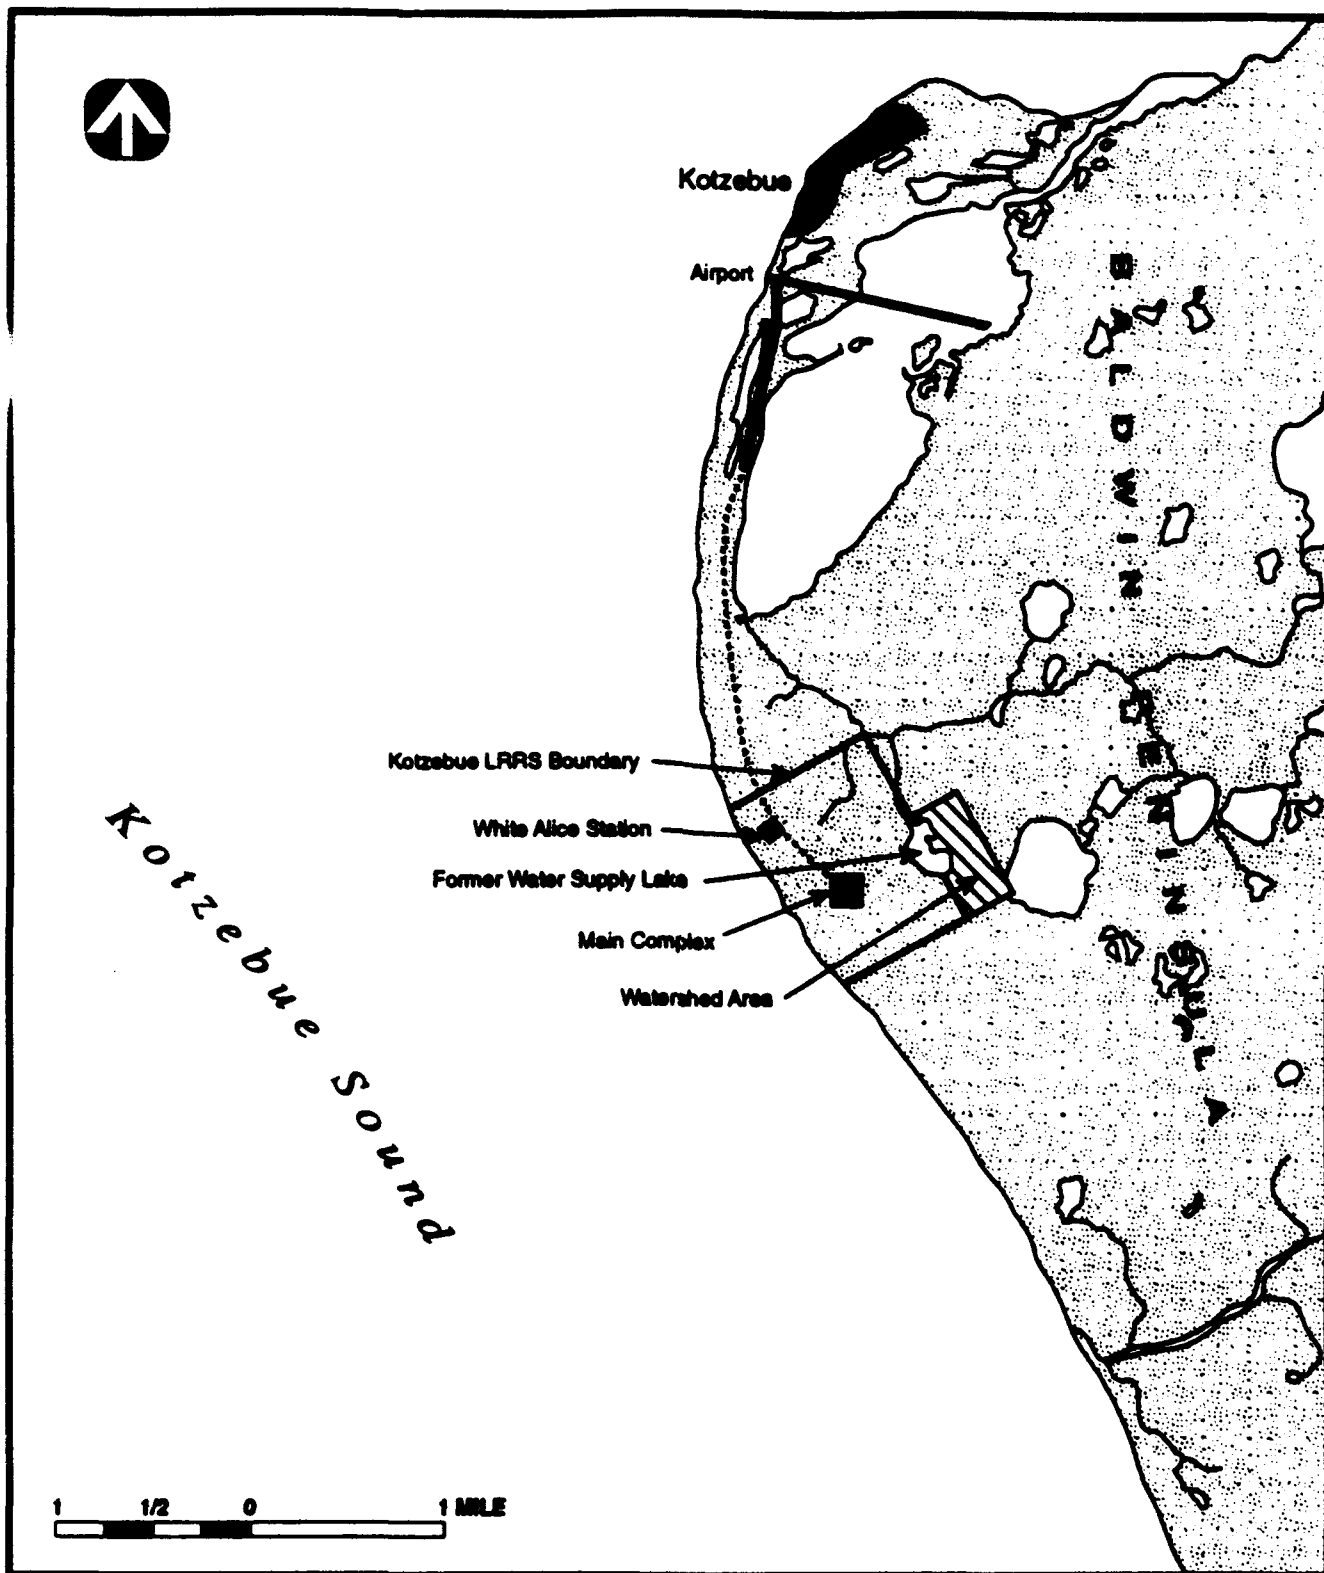 Kotzebue
Airport
BALDWIN
PENINSULA
Kotzebue LRRS Boundary
White Alice Station
Former Water Supply Lake
Main Complex
Watershed Area
Kotzebue Sound
1 1/2 0 1 MILE